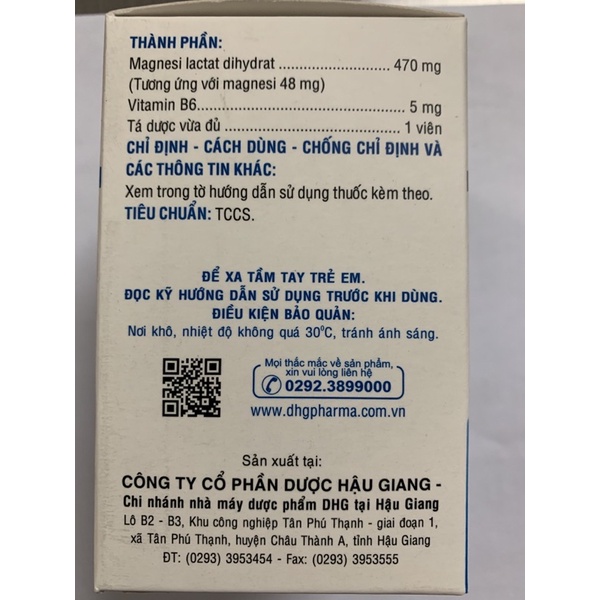 THÀNH PHẦN:
Magnesi lactat dihydrat .......................... 470 mg
(Tương ứng với magnesi 48 mg)
Vitamin B6................................................ 5 mg
Tá dược vừa đủ ....................................... 1 viên
CHỈ ĐỊNH - CÁCH DÙNG - CHỐNG CHỈ ĐỊNH VÀ
CÁC THÔNG TIN KHÁC:
Xem trong tờ hướng dẫn sử dụng thuốc kèm theo.
TIÊU CHUẨN: TCCS.
ĐỂ XA TẦM TAY TRẺ EM.
ĐỌC KỸ HƯỚNG DẪN SỬ DỤNG TRƯỚC KHI DÙNG.
ĐIỀU KIỆN BẢO QUẢN:
Nơi khô, nhiệt độ không quá 30°C, tránh ánh sáng.
Mọi thắc mắc về sản phẩm,
xin vui lòng liên hệ
0292.3899000
www.dhgpharma.com.vn
Sản xuất tại:
CÔNG TY CỔ PHẦN DƯỢC HẬU GIANG -
Chi nhánh nhà máy dược phẩm DHG tại Hậu Giang
Lô B2 - B3, Khu công nghiệp Tân Phú Thạnh - giai đoạn 1,
xã Tân Phú Thạnh, huyện Châu Thành A, tỉnh Hậu Giang
ĐT: (0293) 3953454 - Fax: (0293) 3953555